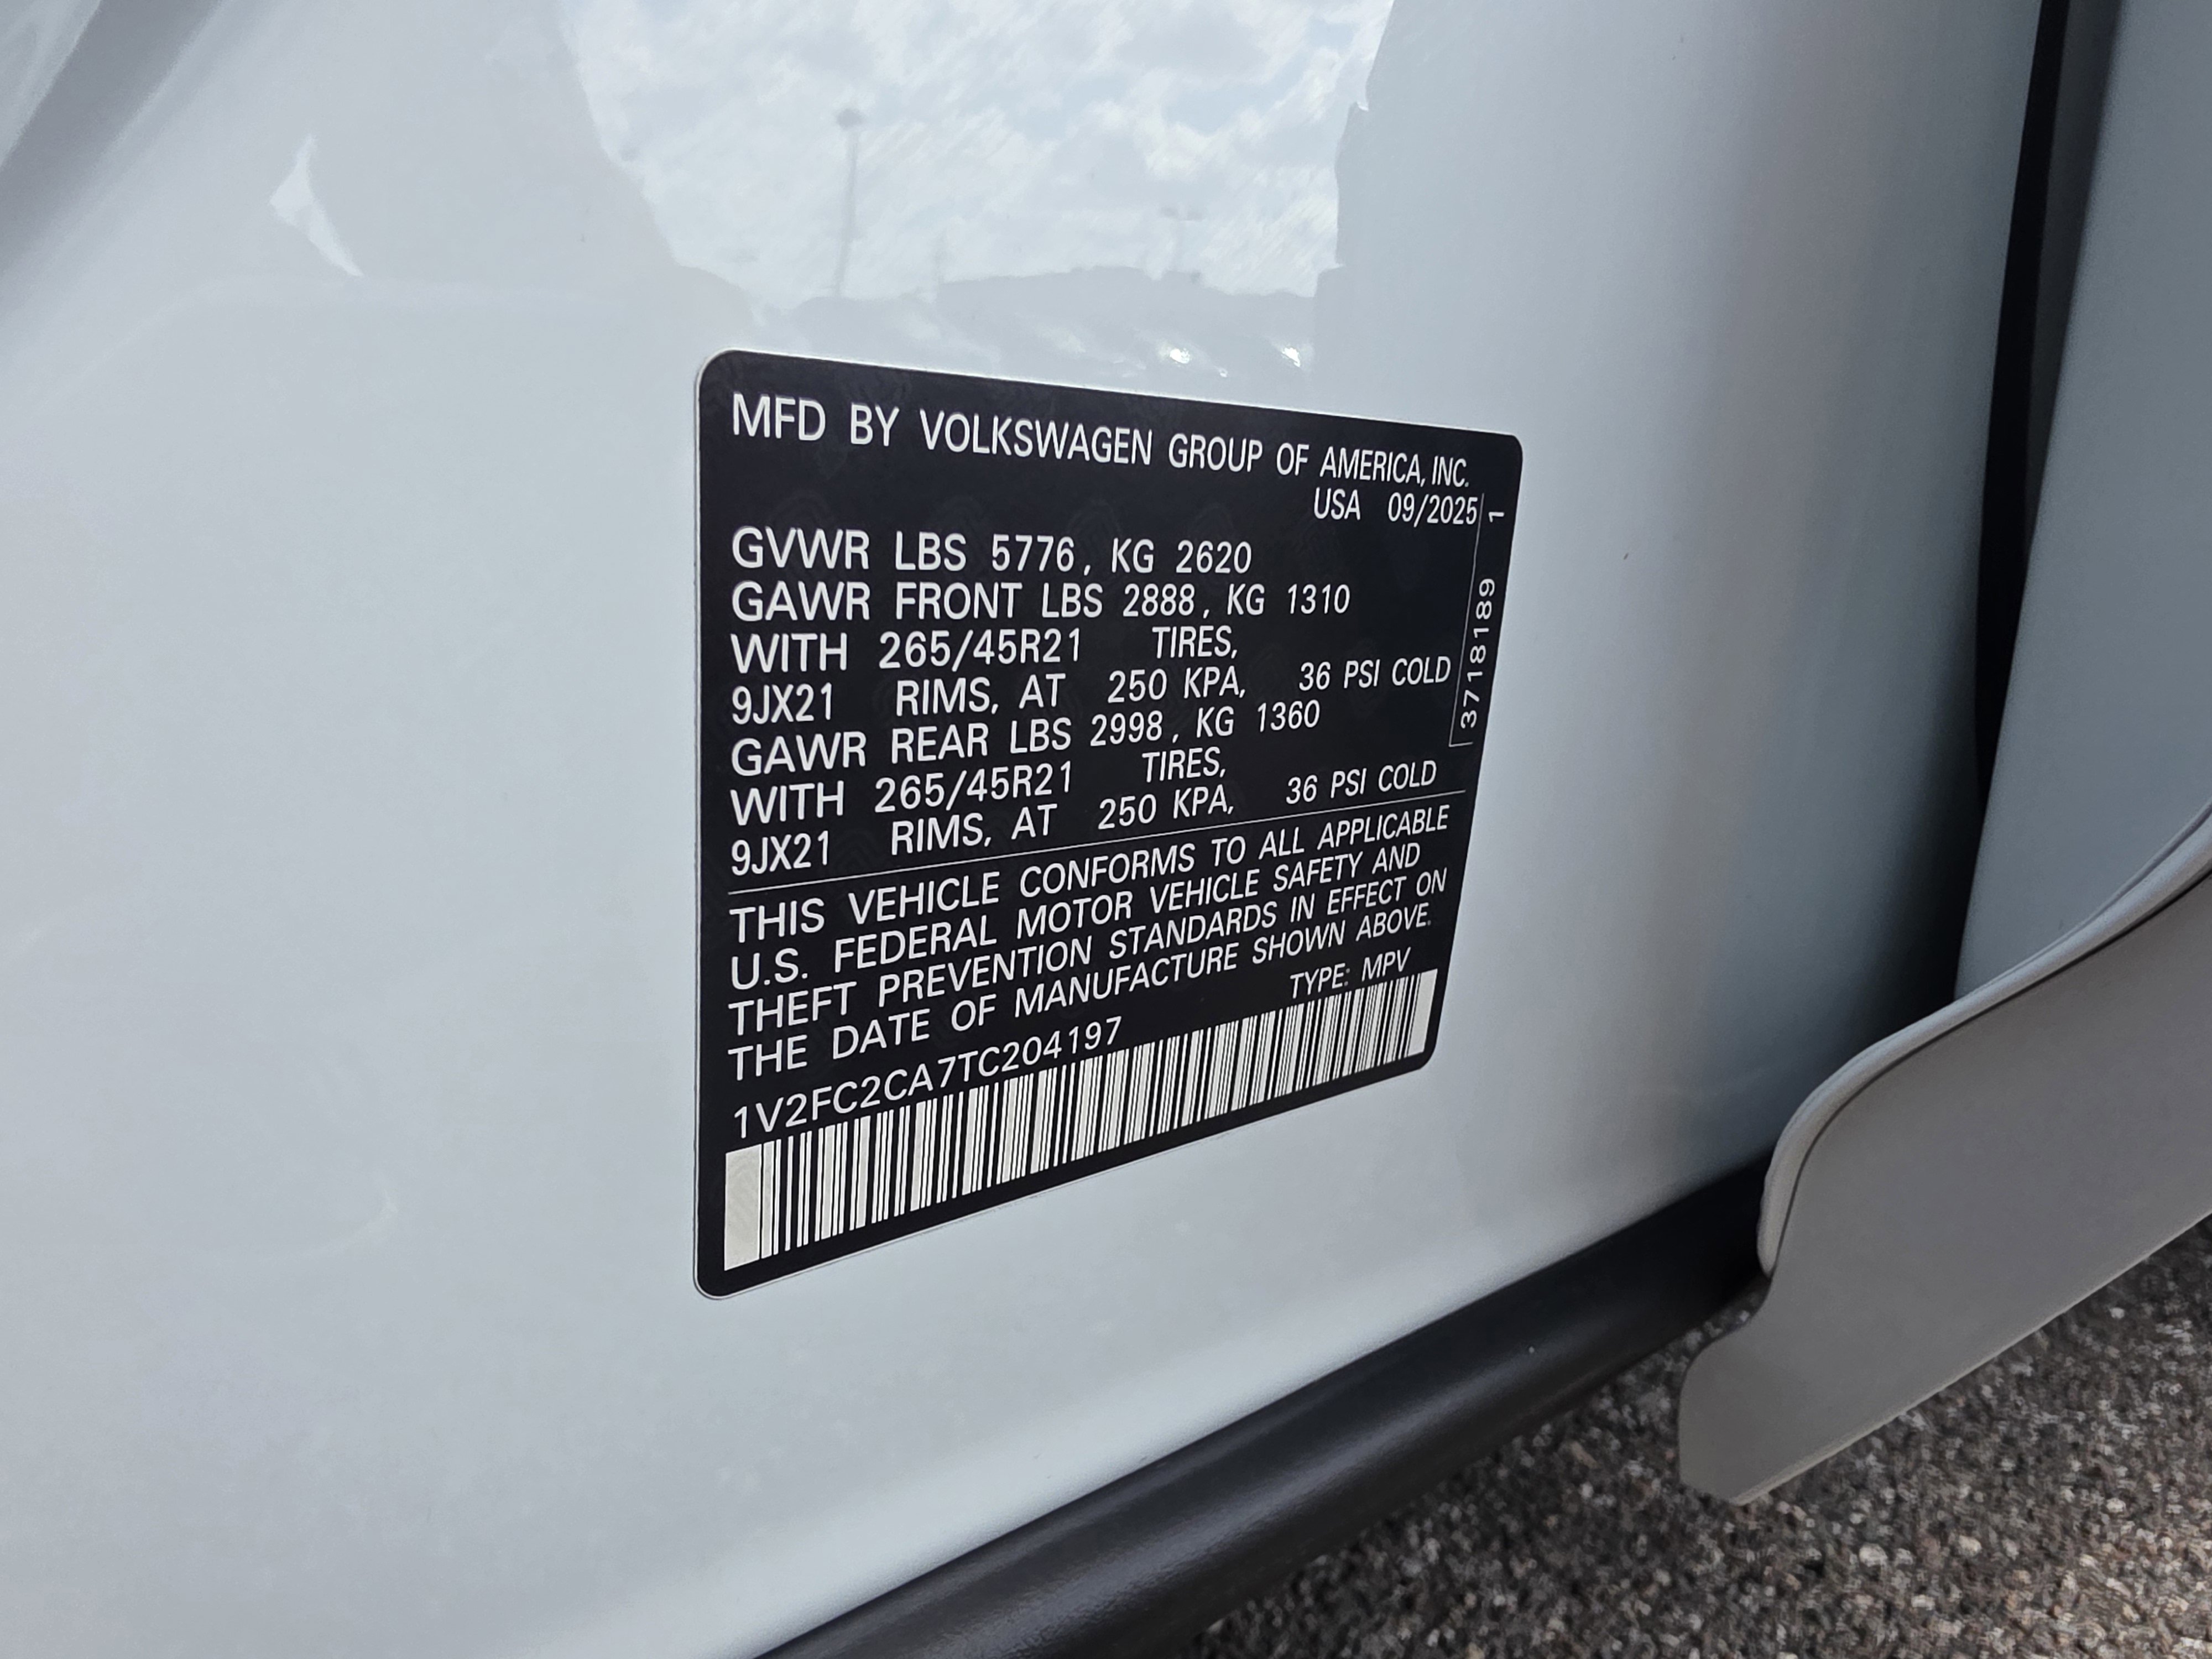 MFD BY VOLKSWAGEN GROUP OF AMERICA, INC.
USA 09/2025
GVWR LBS 5776, KG 2620
GAWR FRONT LBS 2888, KG 1310
WITH 265/45R21 TIRES,
9JX21 RIMS, AT 250 KPA, 36 PSI COLD
GAWR REAR LBS 2998, KG 1360
WITH 265/45R21 TIRES,
9JX21 RIMS, AT 250 KPA, 36 PSI COLD
3718189 1
THIS VEHICLE CONFORMS TO ALL APPLICABLE
U.S. FEDERAL MOTOR VEHICLE SAFETY AND
THEFT PREVENTION STANDARDS IN EFFECT ON
THE DATE OF MANUFACTURE SHOWN ABOVE.
1V2FC2CA7TC204197 TYPE: MPV